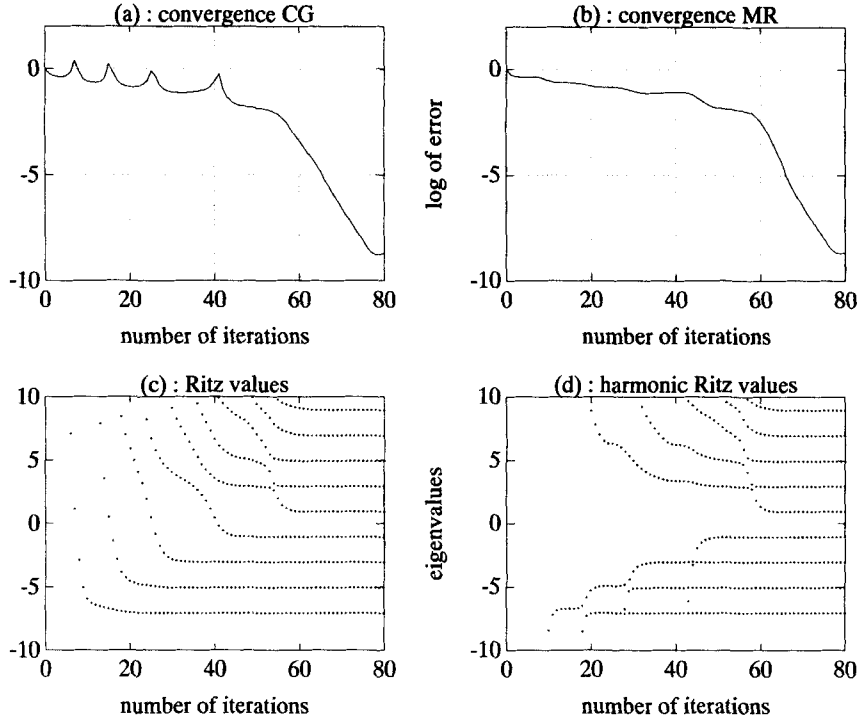 (a) : convergence CG
0
-5
-10
0 20 40 60 80
number of iterations
(b) : convergence MR
log of error
0
-5
-10
0 20 40 60 80
number of iterations
(c) : Ritz values
10
5
0
-5
-10
0 20 40 60 80
number of iterations
(d) : harmonic Ritz values
eigenvalues
10
5
0
-5
-10
0 20 40 60 80
number of iterations